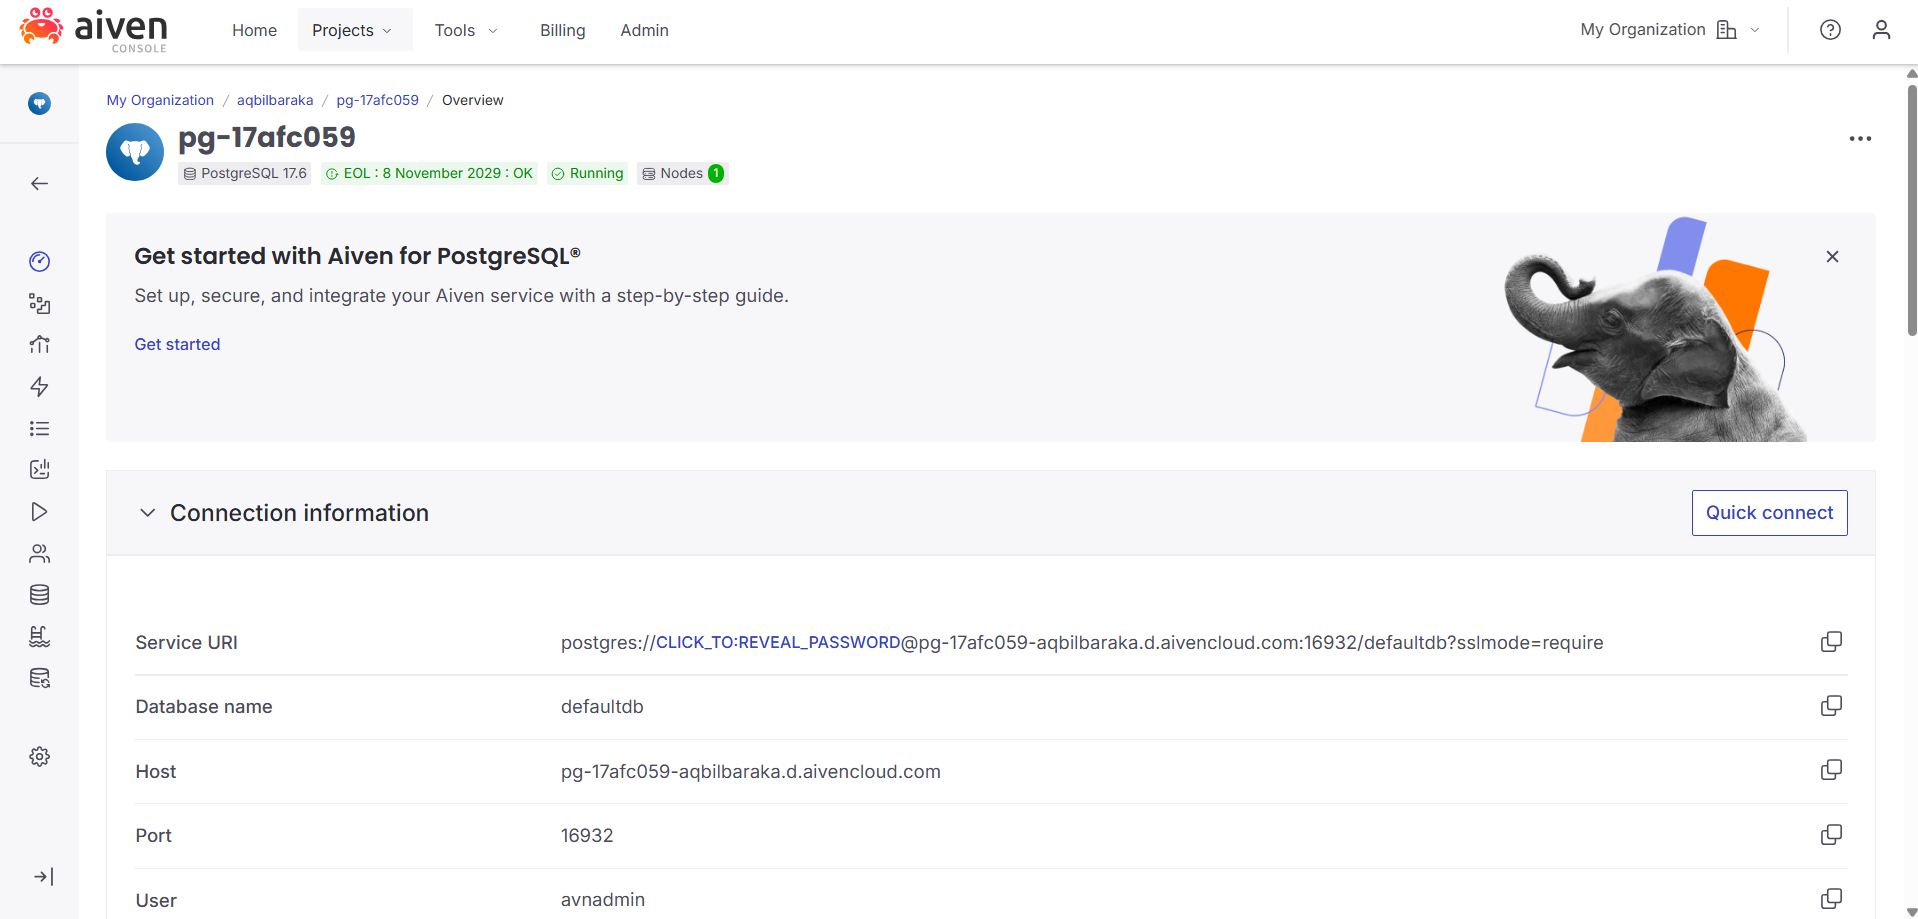 aiven
CONSOLE
Home
Projects
Tools
Billing
Admin
My Organization
My Organization / aqbilbaraka / pg-17afc059 / Overview
pg-17afc059
PostgreSQL 17.6
EOL : 8 November 2029 : OK
Running
Nodes 1
Get started with Aiven for PostgreSQL®
Set up, secure, and integrate your Aiven service with a step-by-step guide.
Get started
Connection information
Quick connect
Service URI
postgres://CLICK_TO:REVEAL_PASSWORD@pg-17afc059-aqbilbaraka.d.aivencloud.com:16932/defaultdb?sslmode=require
Database name
defaultdb
Host
pg-17afc059-aqbilbaraka.d.aivencloud.com
Port
16932
User
avnadmin